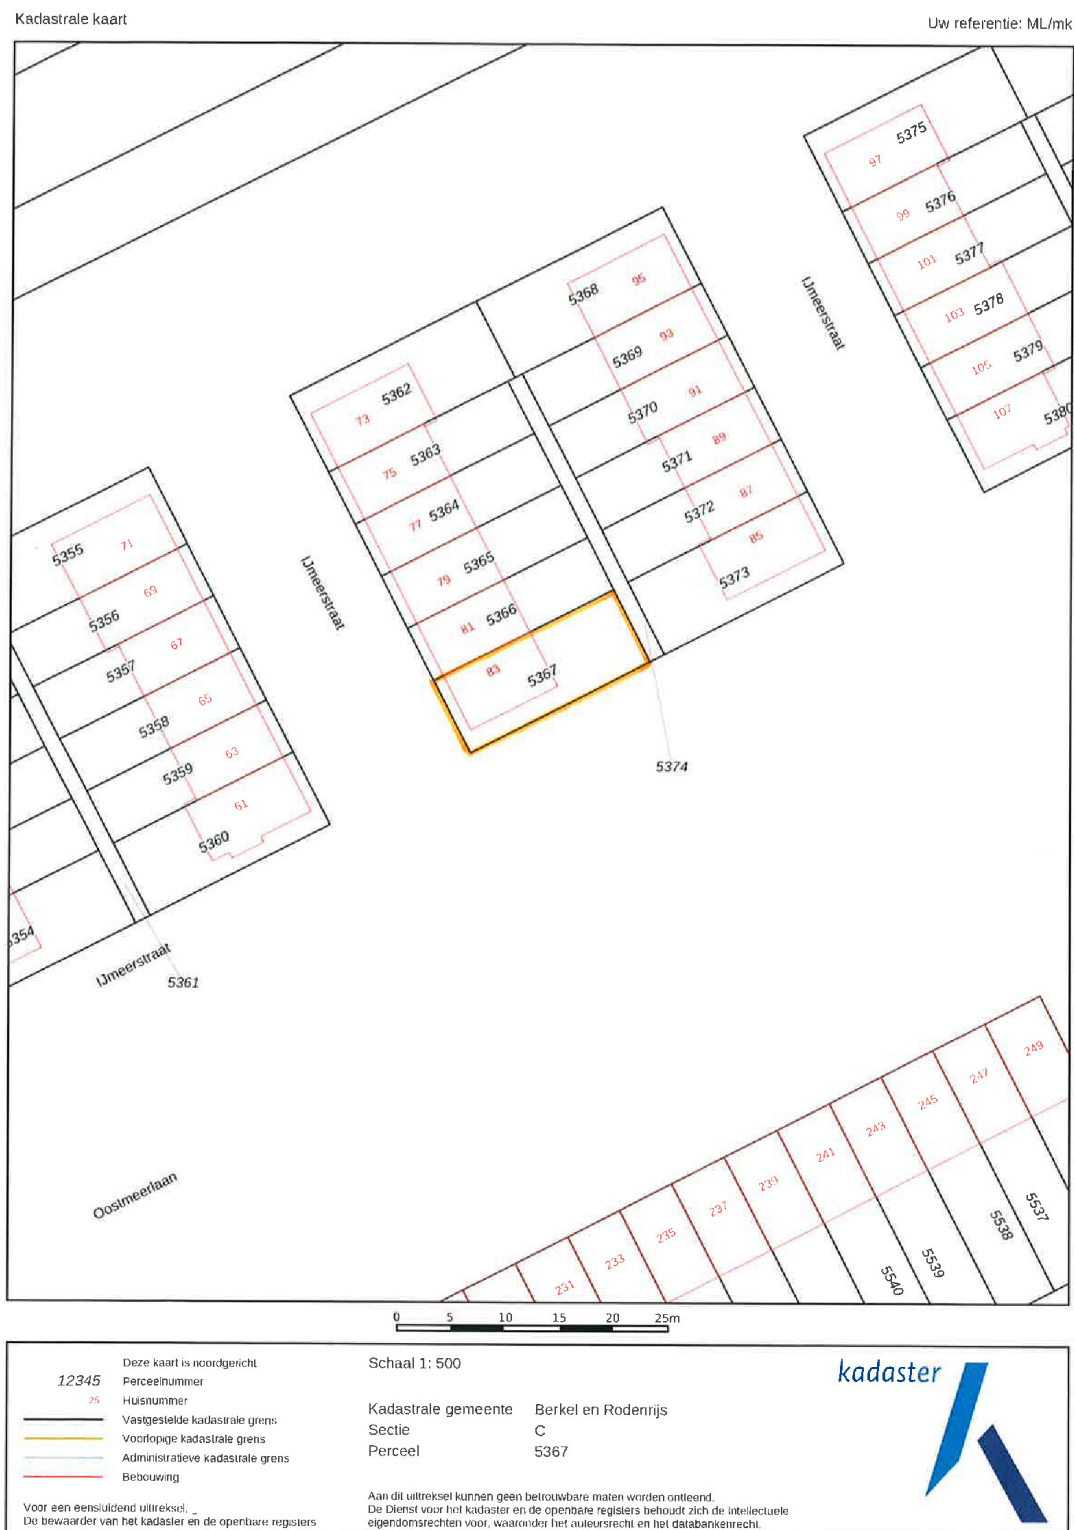 Kadastrale kaart
Uw referentie: ML/mk
5375
97
5376
99
5377
101
5378
103
5379
105
5380
107
IJmeerstraat
5368
95
5369
93
5370
91
5371
89
5372
87
5373
85
5362
73
5363
75
5364
77
5365
79
5366
81
5367
83
5374
IJmeerstraat
5355
71
5356
69
5357
67
5358
65
5359
63
5360
61
5354
IJmeerstraat
5361
Oostmeerlaan
249
247
245
243
241
239
237
235
233
231
5537
5538
5539
5540
0 5 10 15 20 25m
Deze kaart is noordgericht
12345 Perceelnummer
25 Huisnummer
Vastgestelde kadastrale grens
Voorlopige kadastrale grens
Administratieve kadastrale grens
Bebouwing
Voor een eensluidend uittreksel,
De bewaarder van het kadaster en de openbare registers
Schaal 1: 500
Kadastrale gemeente Berkel en Rodenrijs
Sectie C
Perceel 5367
Aan dit uittreksel kunnen geen betrouwbare maten worden ontleend.
De Dienst voor het kadaster en de openbare registers behoudt zich de intellectuele
eigendomsrechten voor, waaronder het auteursrecht en het databankenrecht.
kadaster